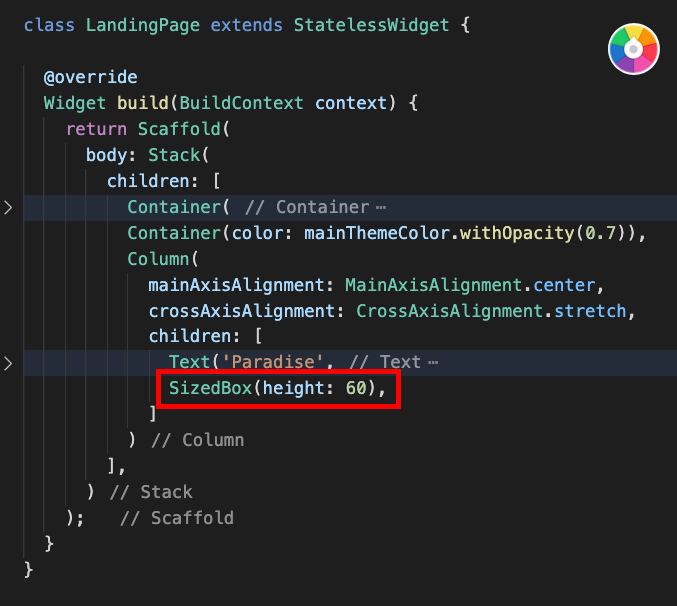 class LandingPage extends StatelessWidget {
@override
Widget build(BuildContext context) {
return Scaffold(
body: Stack(
children: [
Container( // Container ⋯
Container(color: mainThemeColor.withOpacity(0.7)),
Column(
mainAxisAlignment: MainAxisAlignment.center,
crossAxisAlignment: CrossAxisAlignment.stretch,
children: [
Text('Paradise', // Text ⋯
SizedBox(height: 60),
]
) // Column
],
) // Stack
); // Scaffold
}
}